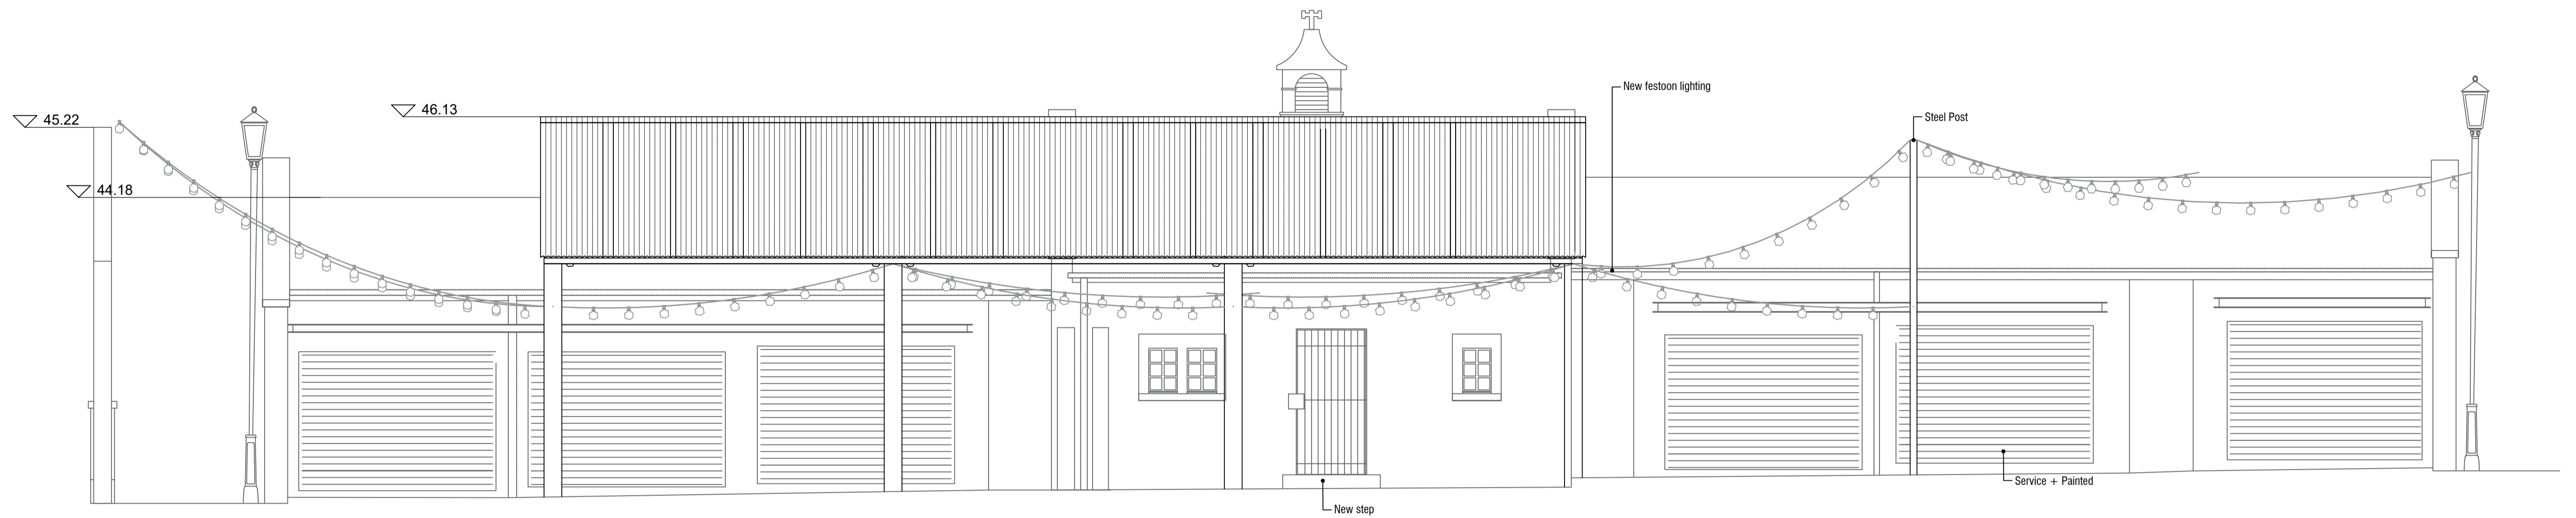 New festoon lighting
46.13
Steel Post
45.22
44.18
Service + Painted
New step